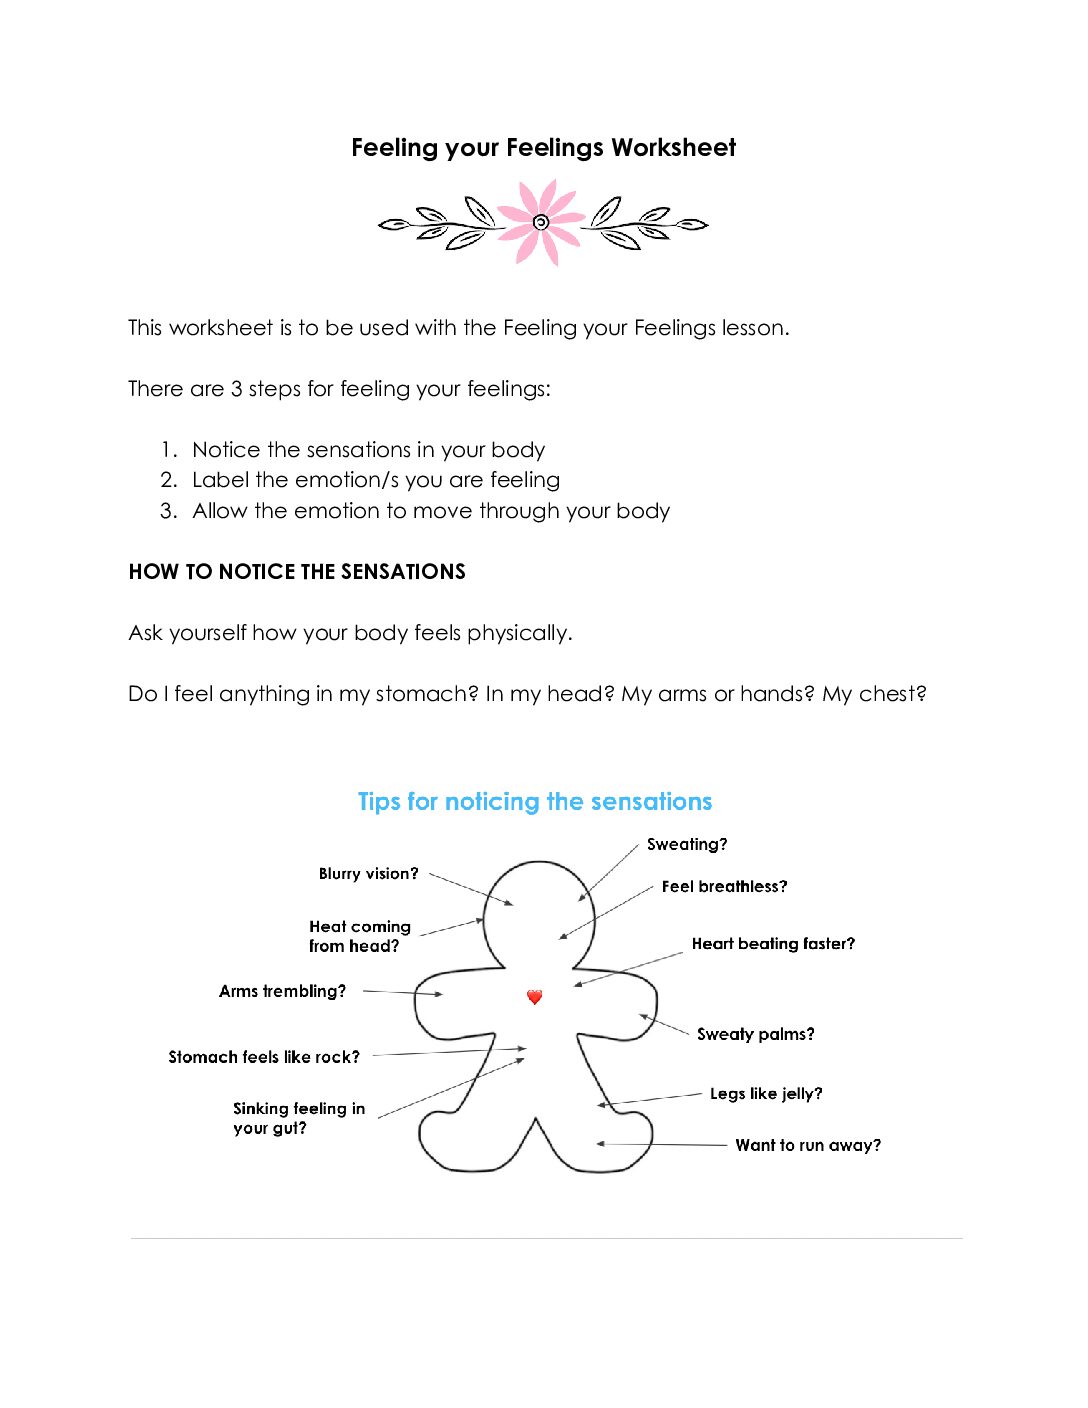 Feeling your Feelings Worksheet
This worksheet is to be used with the Feeling your Feelings lesson.
There are 3 steps for feeling your feelings:
1. Notice the sensations in your body
2. Label the emotion/s you are feeling
3. Allow the emotion to move through your body
HOW TO NOTICE THE SENSATIONS
Ask yourself how your body feels physically.
Do I feel anything in my stomach? In my head? My arms or hands? My chest?
Tips for noticing the sensations
Sweating?
Blurry vision?
Feel breathless?
Heat coming
from head?
Heart beating faster?
Arms trembling?
Sweaty palms?
Stomach feels like rock?
Legs like jelly?
Sinking feeling in
your gut?
Want to run away?